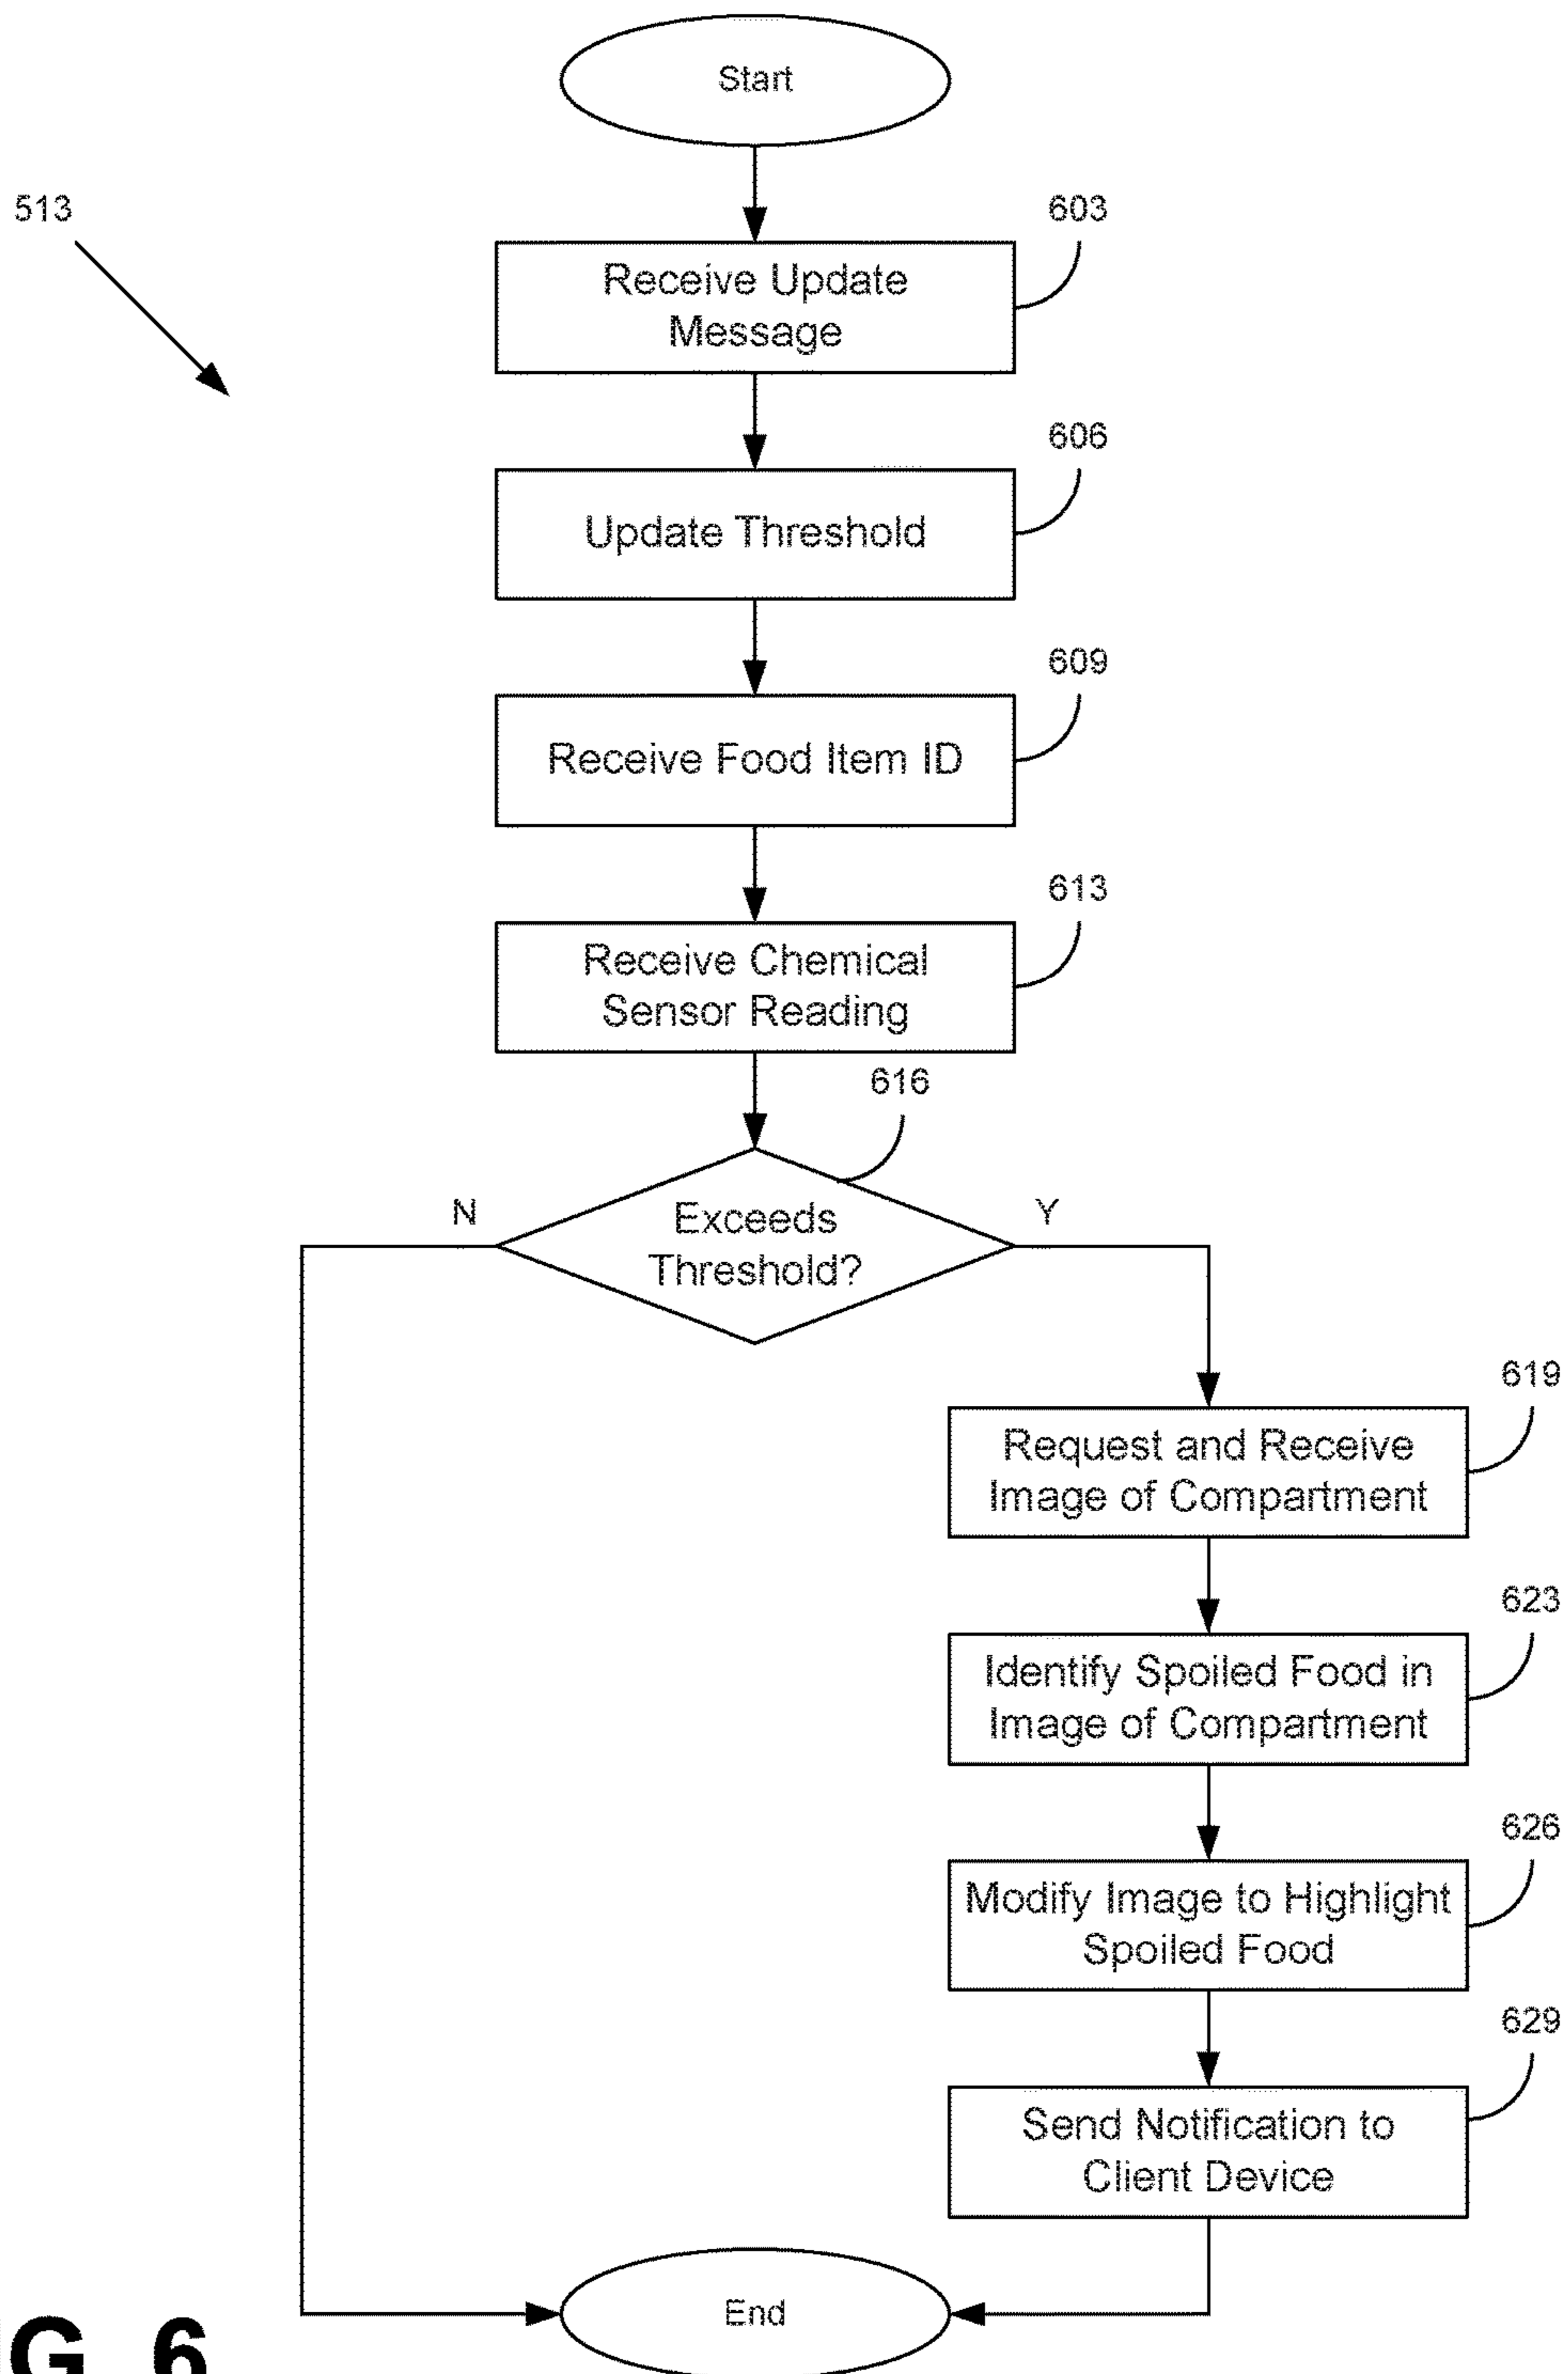 Start
513
603
Receive Update
Message
606
Update Threshold
609
Receive Food Item ID
613
Receive Chemical
Sensor Reading
616
N
Exceeds
Threshold?
Y
619
Request and Receive
Image of Compartment
623
Identify Spoiled Food in
Image of Compartment
626
Modify Image to Highlight
Spoiled Food
629
Send Notification to
Client Device
End
G. 6